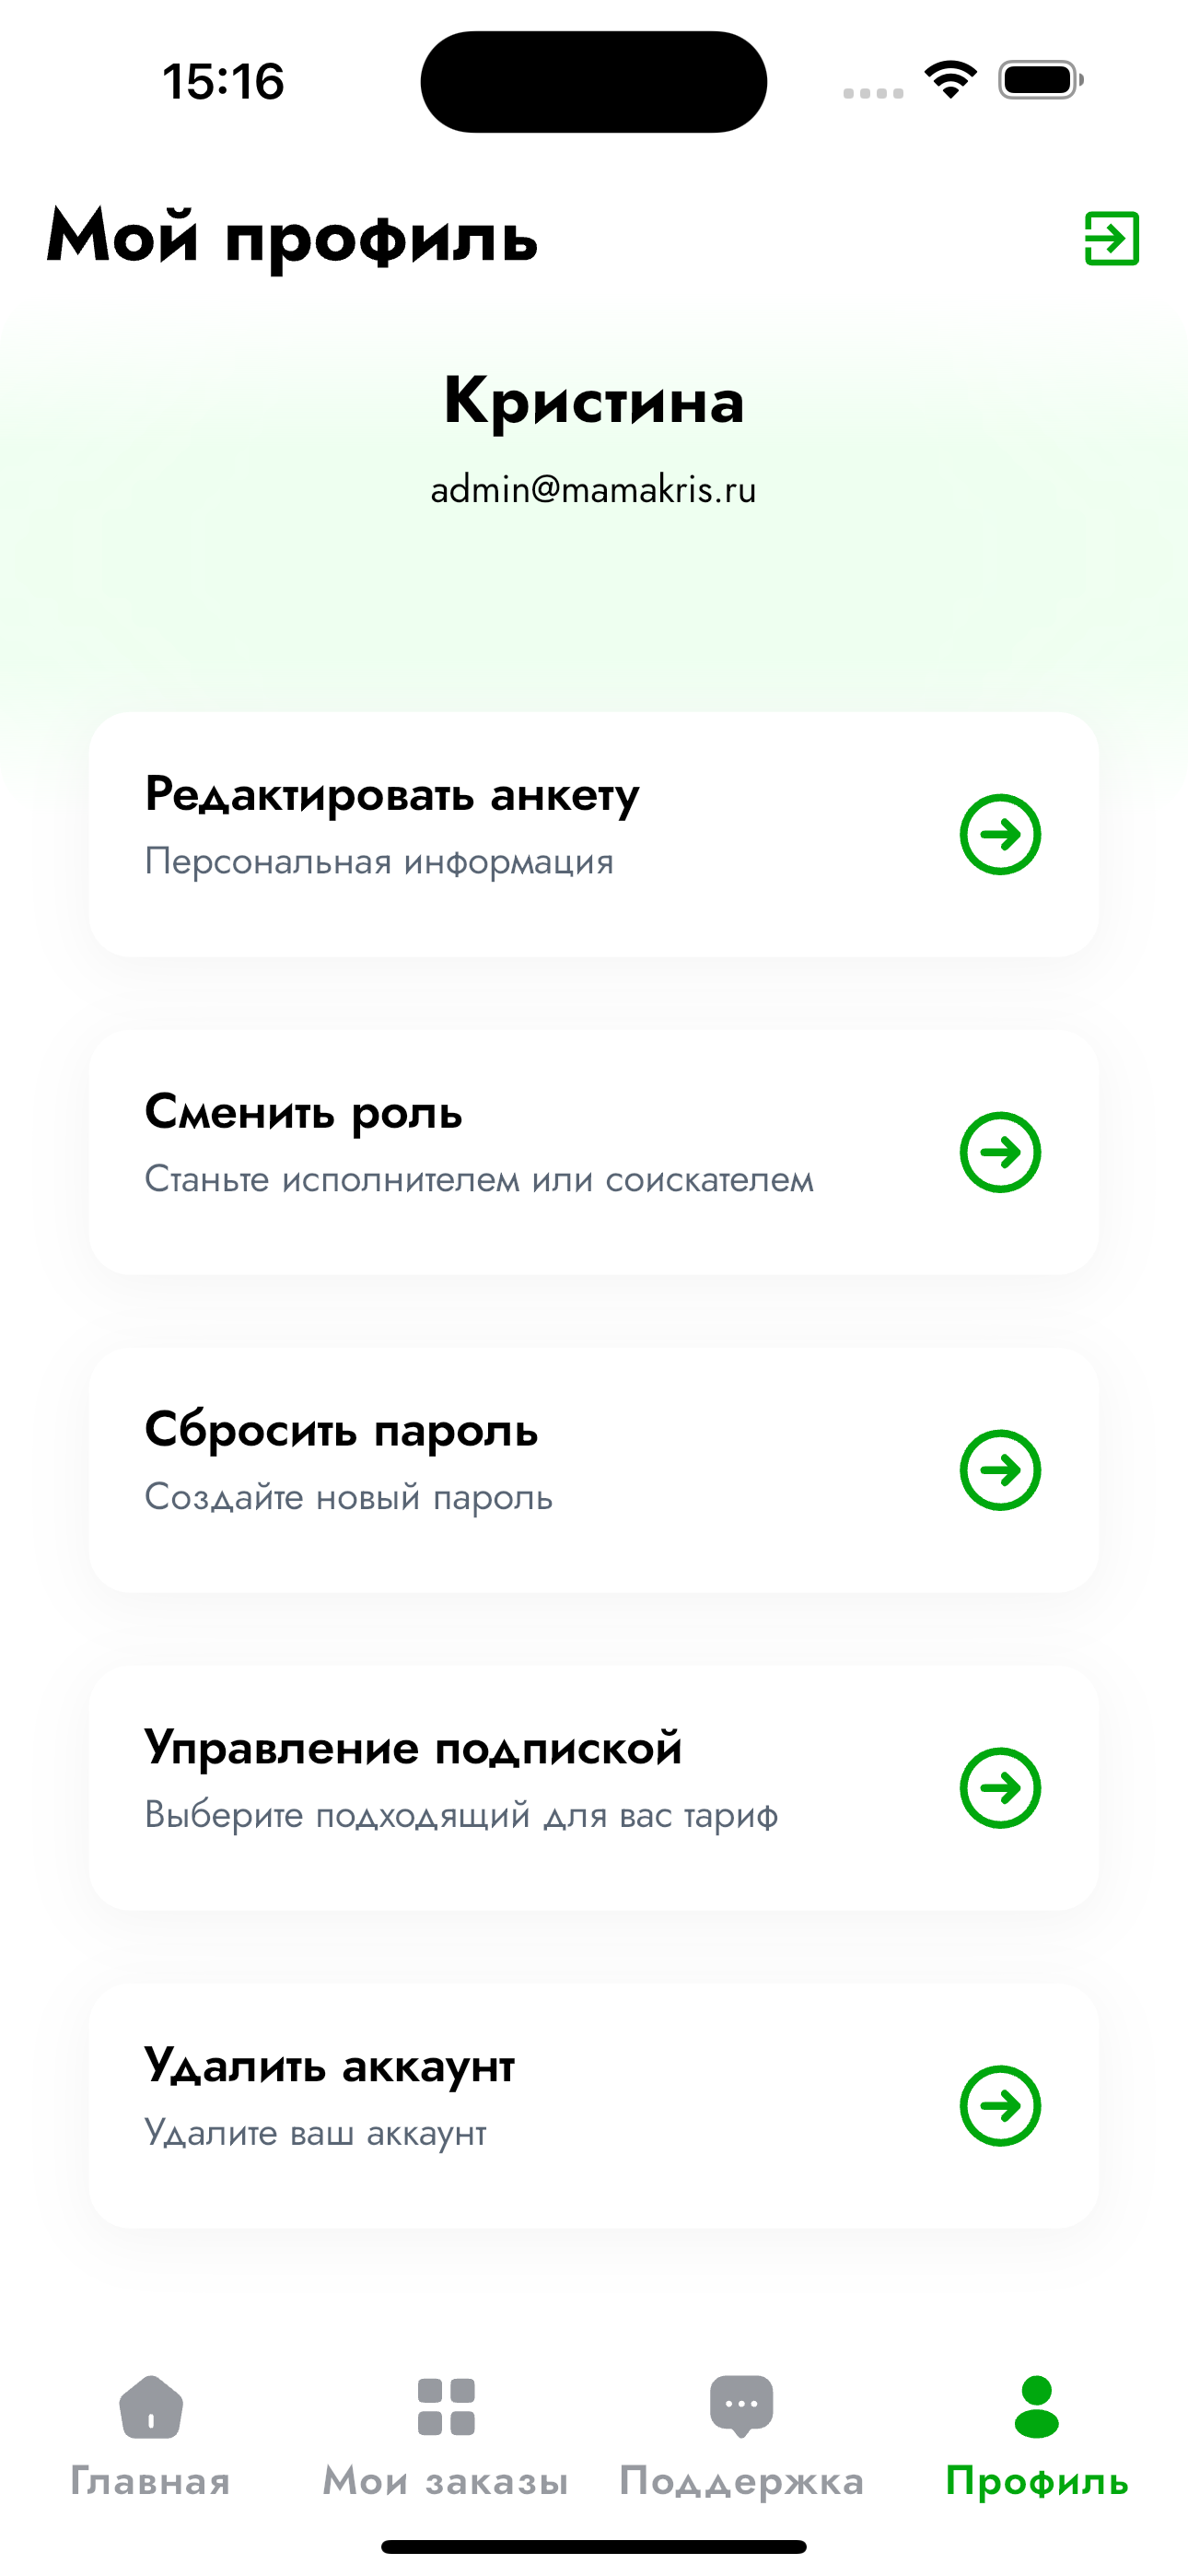 15:16
Мой профиль
Кристина
admin@mamakris.ru
Редактировать анкету
Персональная информация
Сменить роль
Станьте исполнителем или соискателем
Сбросить пароль
Создайте новый пароль
Управление подпиской
Выберите подходящий для вас тариф
Удалить аккаунт
Удалите ваш аккаунт
Главная
Мои заказы
Поддержка
Профиль